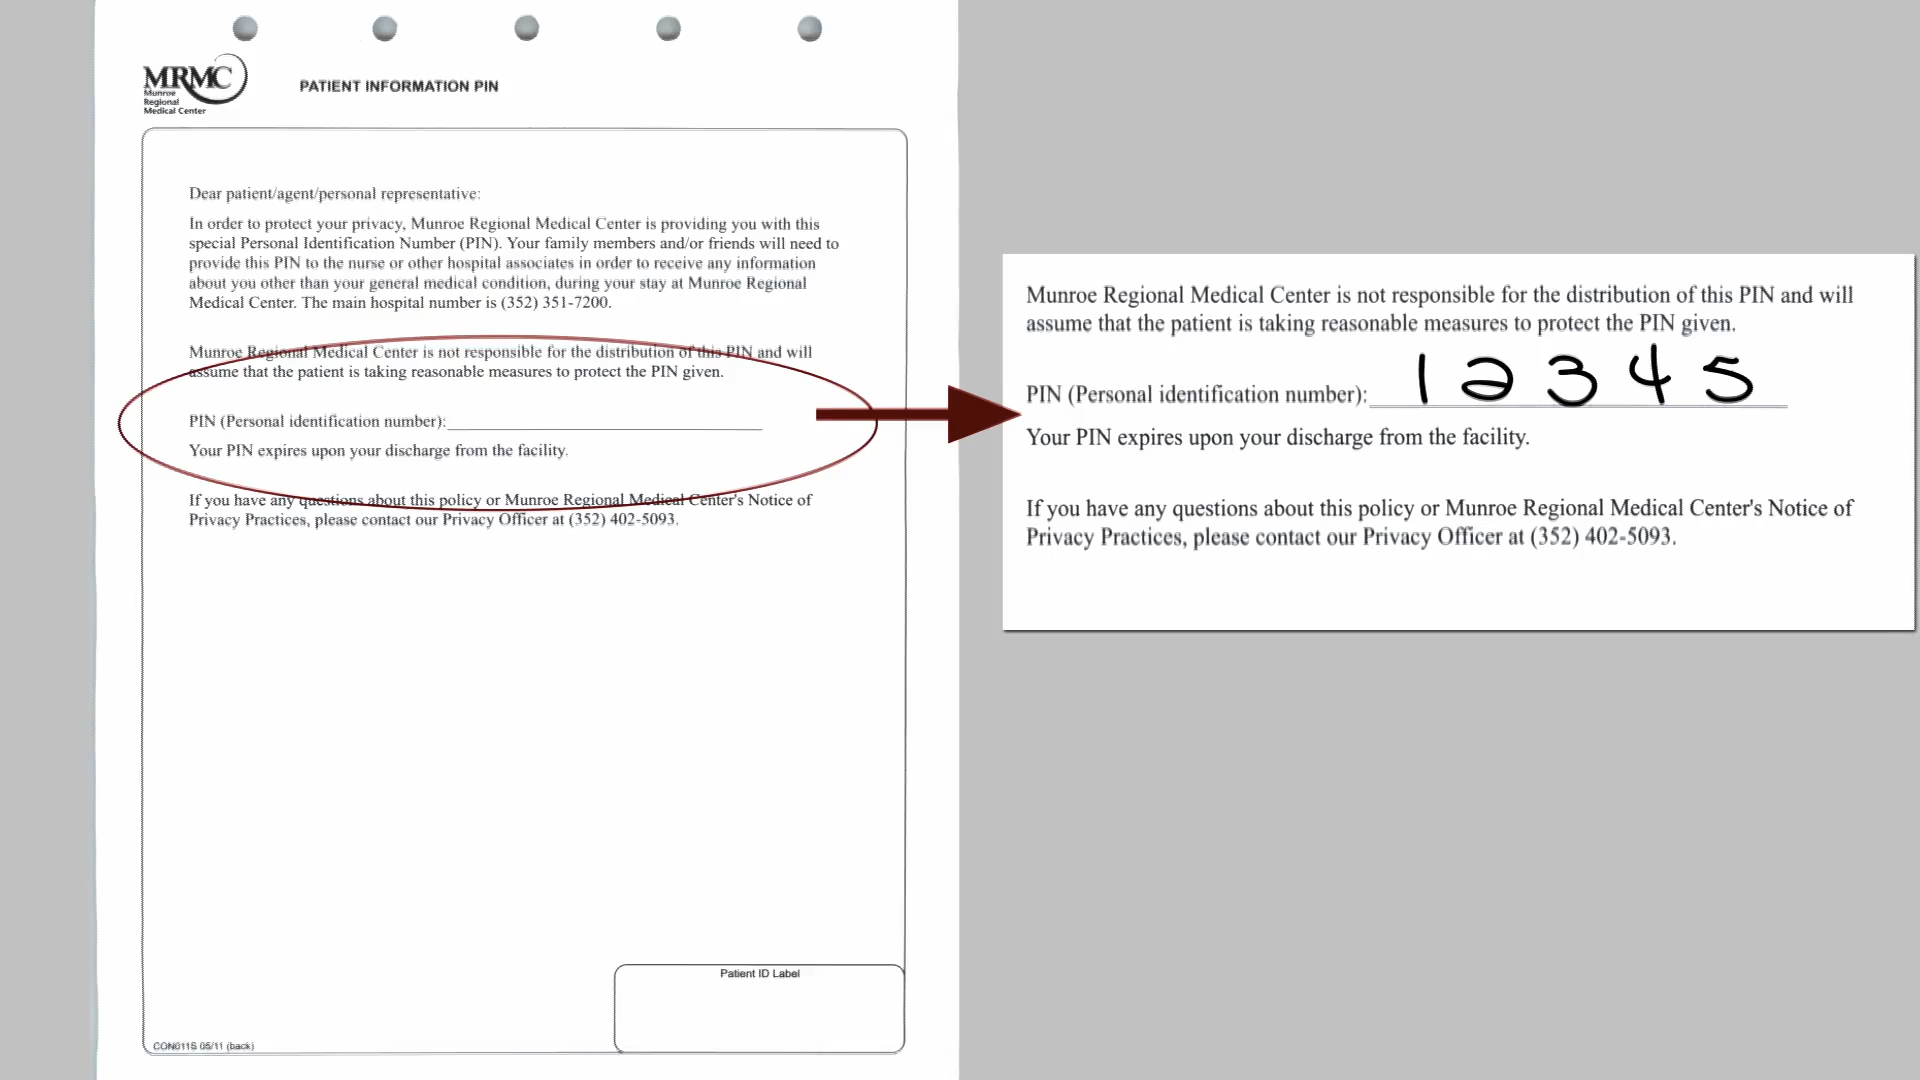 MRMC
Munroe
Regional
Medical Center
PATIENT INFORMATION PIN
Dear patient/agent/personal representative:
In order to protect your privacy, Munroe Regional Medical Center is providing you with this
special Personal Identification Number (PIN). Your family members and/or friends will need to
provide this PIN to the nurse or other hospital associates in order to receive any information
about you other than your general medical condition, during your stay at Munroe Regional
Medical Center. The main hospital number is (352) 351-7200.
Munroe Regional Medical Center is not responsible for the distribution of this PIN and will
assume that the patient is taking reasonable measures to protect the PIN given.
PIN (Personal identification number):
Your PIN expires upon your discharge from the facility.
If you have any questions about this policy or Munroe Regional Medical Center's Notice of
Privacy Practices, please contact our Privacy Officer at (352) 402-5093.
Patient ID Label
CON011S 05/11 (back)
Munroe Regional Medical Center is not responsible for the distribution of this PIN and will
assume that the patient is taking reasonable measures to protect the PIN given.
PIN (Personal identification number): 1 2 3 4 5
Your PIN expires upon your discharge from the facility.
If you have any questions about this policy or Munroe Regional Medical Center's Notice of
Privacy Practices, please contact our Privacy Officer at (352) 402-5093.